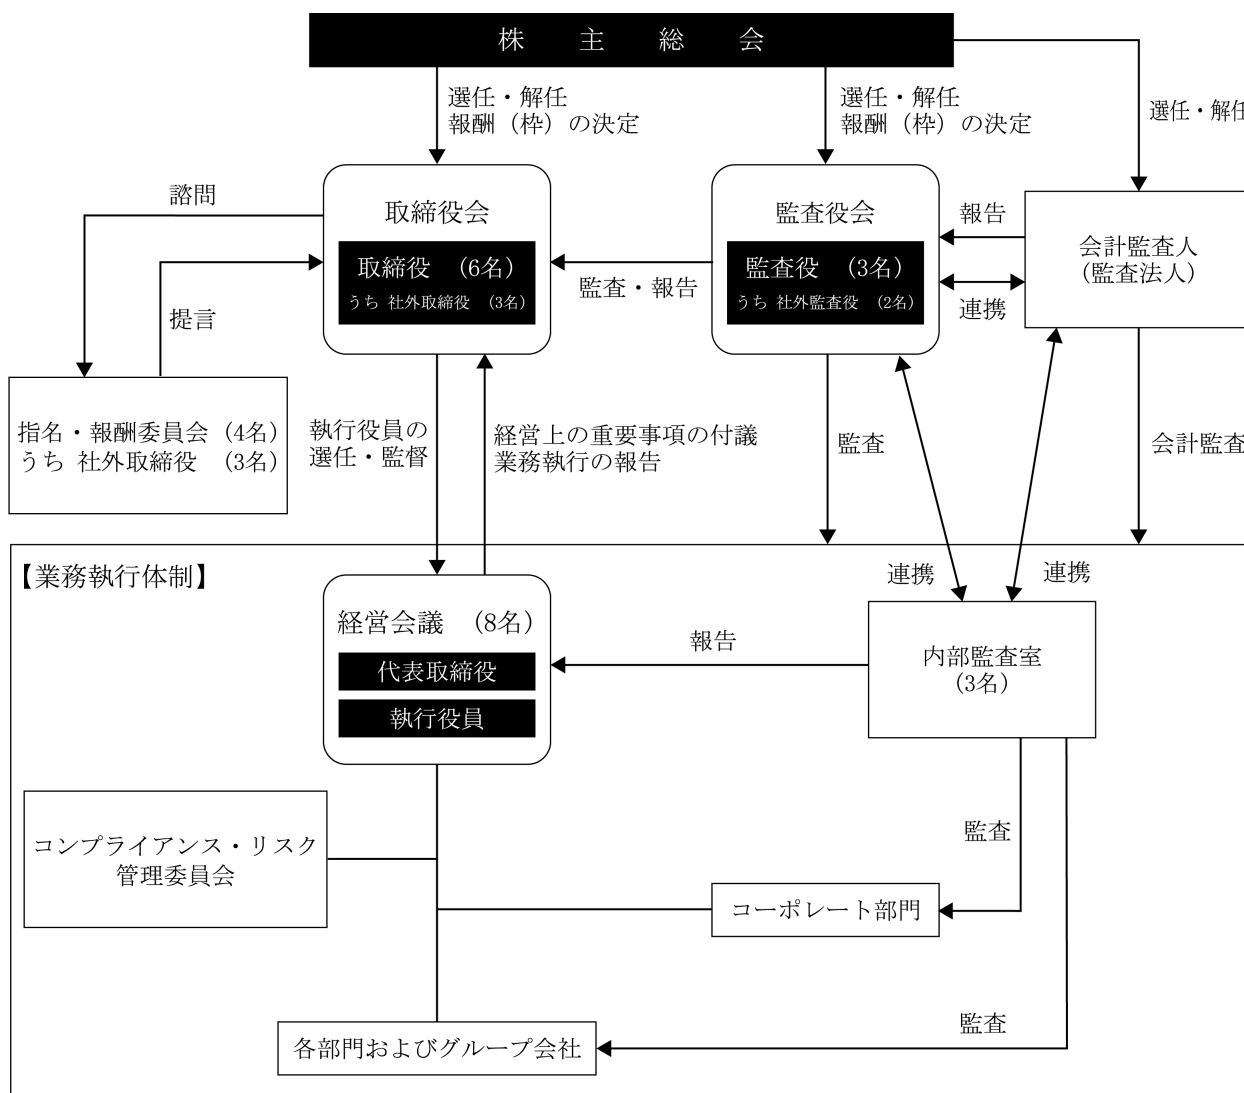 株主総会
選任・解任
報酬（枠）の決定
選任・解任
報酬（枠）の決定
選任・解任
諮問
取締役会
取締役 （6名）
うち 社外取締役 （3名）
監査・報告
監査役会
監査役 （3名）
うち 社外監査役 （2名）
報告
連携
会計監査人
（監査法人）
提言
指名・報酬委員会（4名）
うち 社外取締役 （3名）
執行役員の
選任・監督
経営上の重要事項の付議
業務執行の報告
監査
会計監査
【業務執行体制】
連携
連携
経営会議 （8名）
代表取締役
執行役員
報告
内部監査室
（3名）
コンプライアンス・リスク
管理委員会
監査
コーポレート部門
監査
各部門およびグループ会社